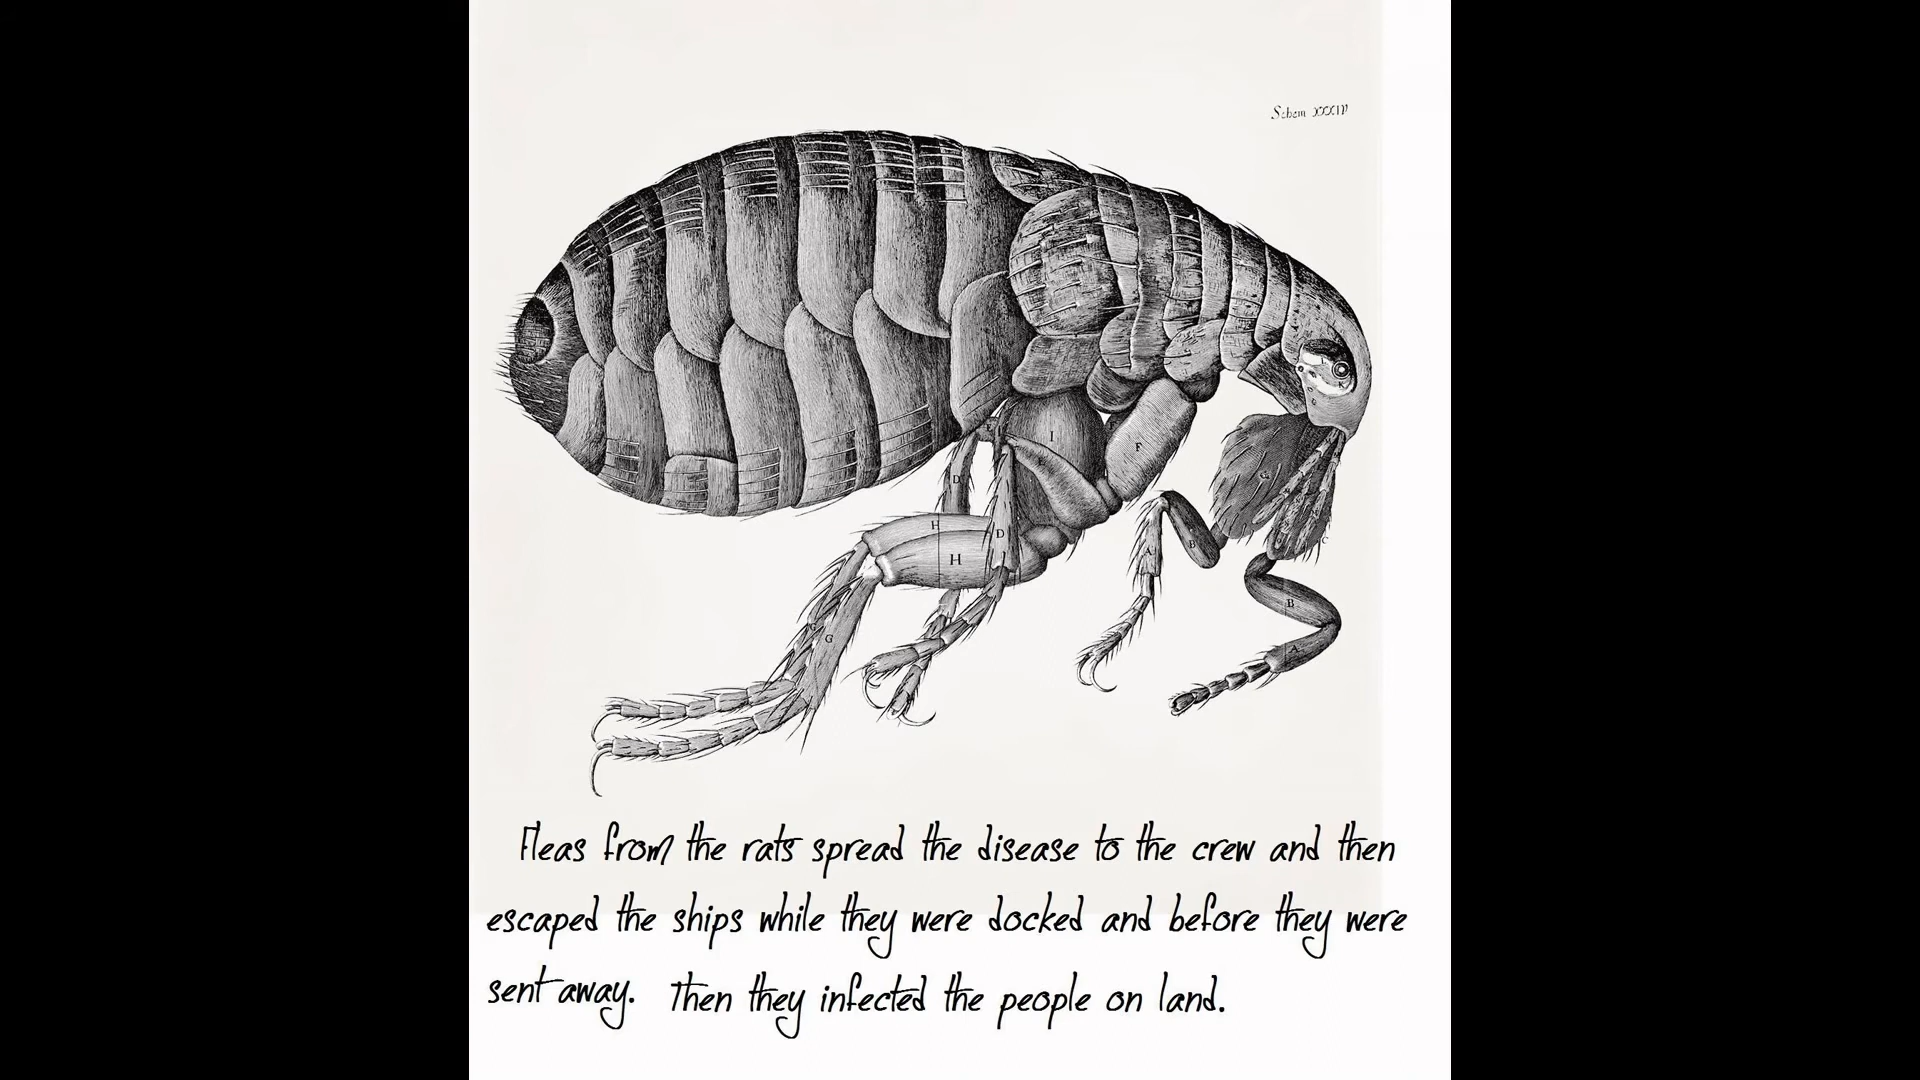 Schem XXXIV
I
F
D
H
D
H
G
G
B
A
C
B
A
Fleas from the rats spread the disease to the crew and then
escaped the ships while they were docked and before they were
sent away. Then they infected the people on land.